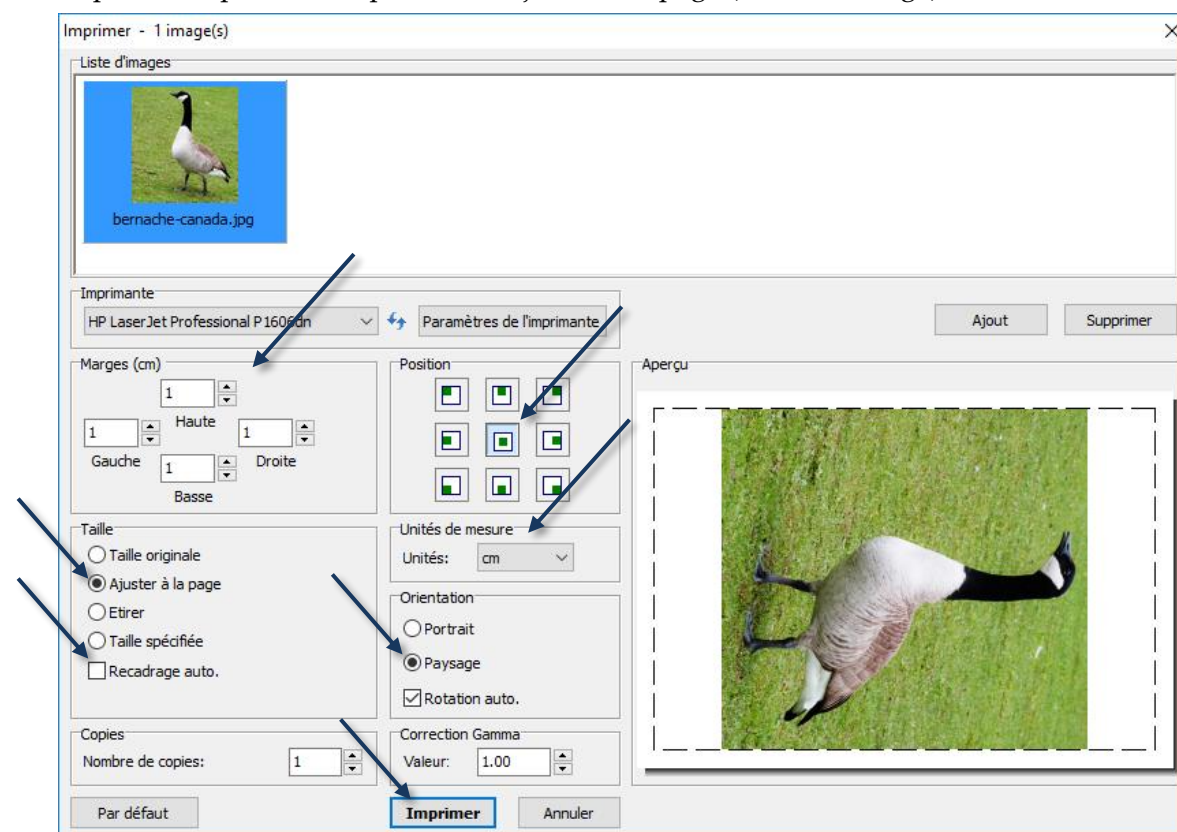 Imprimer - 1 image(s)
Liste d'images
bernache-canada.jpg
Imprimante
HP LaserJet Professional P1606dn
Paramètres de l'imprimante
Ajout
Supprimer
Marges (cm)
1
Haute
1
1
Gauche
Droite
1
Basse
Position
Aperçu
Taille
Taille originale
Ajuster à la page
Etirer
Taille spécifiée
Recadrage auto.
Unités de mesure
Unités: cm
Orientation
Portrait
Paysage
Rotation auto.
Copies
Nombre de copies: 1
Correction Gamma
Valeur: 1.00
Par défaut
Imprimer
Annuler